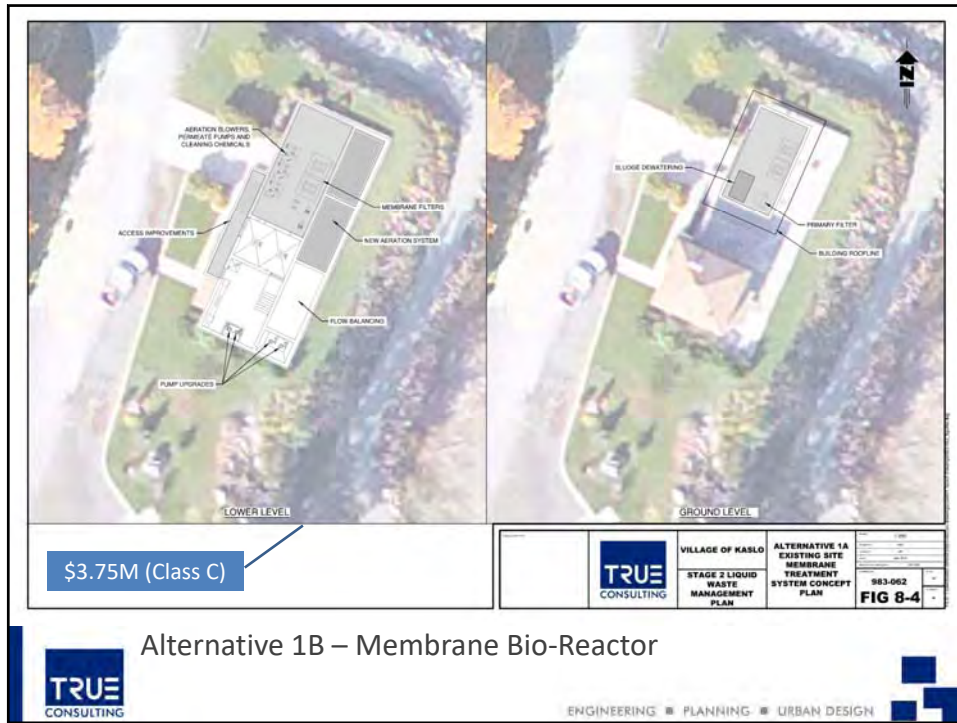 AERATION BLOWERS,
PERMEATE PUMPS AND
CLEANING CHEMICALS
MEMBRANE FILTERS
ACCESS IMPROVEMENTS
NEW AERATION SYSTEM
FLOW BALANCING
PUMP UPGRADES
LOWER LEVEL
N
SLUDGE DEWATERING
PRIMARY FILTER
BUILDING ROOFLINE
GROUND LEVEL
$3.75M (Class C)
TRUE
CONSULTING
VILLAGE OF KASLO
STAGE 2 LIQUID
WASTE
MANAGEMENT
PLAN
ALTERNATIVE 1A
EXISTING SITE
MEMBRANE
TREATMENT
SYSTEM CONCEPT
PLAN
983-062
FIG 8-4
Alternative 1B – Membrane Bio-Reactor
TRUE
CONSULTING
ENGINEERING ■ PLANNING ■ URBAN DESIGN